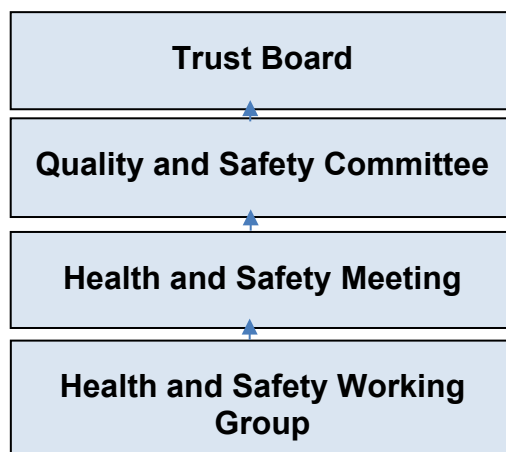 Trust Board
Quality and Safety Committee
Health and Safety Meeting
Health and Safety Working
Group